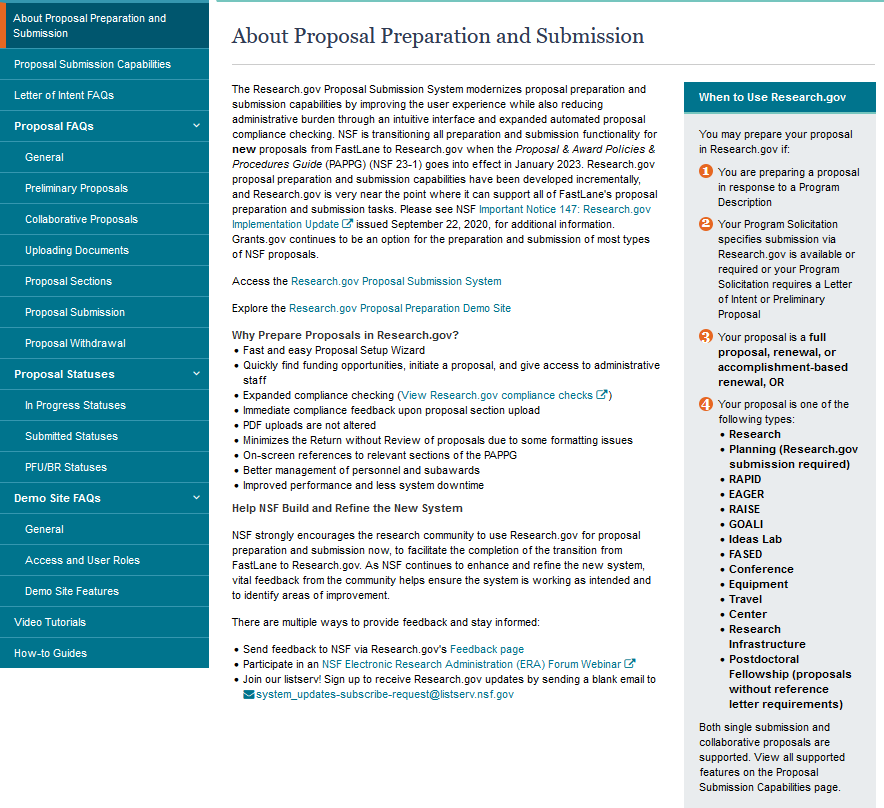 About Proposal Preparation and
Submission
Proposal Submission Capabilities
Letter of Intent FAQs
Proposal FAQs
General
Preliminary Proposals
Collaborative Proposals
Uploading Documents
Proposal Sections
Proposal Submission
Proposal Withdrawal
Proposal Statuses
In Progress Statuses
Submitted Statuses
PFU/BR Statuses
Demo Site FAQs
General
Access and User Roles
Demo Site Features
Video Tutorials
How-to Guides
About Proposal Preparation and Submission
The Research.gov Proposal Submission System modernizes proposal preparation and
submission capabilities by improving the user experience while also reducing
administrative burden through an intuitive interface and expanded automated proposal
compliance checking. NSF is transitioning all preparation and submission functionality for
new proposals from FastLane to Research.gov when the Proposal & Award Policies &
Procedures Guide (PAPPG) (NSF 23-1) goes into effect in January 2023. Research.gov
proposal preparation and submission capabilities have been developed incrementally,
and Research.gov is very near the point where it can support all of FastLane's proposal
preparation and submission tasks. Please see NSF Important Notice 147: Research.gov
Implementation Update issued September 22, 2020, for additional information.
Grants.gov continues to be an option for the preparation and submission of most types
of NSF proposals.
Access the Research.gov Proposal Submission System
Explore the Research.gov Proposal Preparation Demo Site
Why Prepare Proposals in Research.gov?
• Fast and easy Proposal Setup Wizard
• Quickly find funding opportunities, initiate a proposal, and give access to administrative
staff
• Expanded compliance checking (View Research.gov compliance checks )
• Immediate compliance feedback upon proposal section upload
• PDF uploads are not altered
• Minimizes the Return without Review of proposals due to some formatting issues
• On-screen references to relevant sections of the PAPPG
• Better management of personnel and subawards
• Improved performance and less system downtime
Help NSF Build and Refine the New System
NSF strongly encourages the research community to use Research.gov for proposal
preparation and submission now, to facilitate the completion of the transition from
FastLane to Research.gov. As NSF continues to enhance and refine the new system,
vital feedback from the community helps ensure the system is working as intended and
to identify areas of improvement.
There are multiple ways to provide feedback and stay informed:
• Send feedback to NSF via Research.gov's Feedback page
• Participate in an NSF Electronic Research Administration (ERA) Forum Webinar
• Join our listserv! Sign up to receive Research.gov updates by sending a blank email to
system_updates-subscribe-request@listserv.nsf.gov
When to Use Research.gov
You may prepare your proposal
in Research.gov if:
1 You are preparing a proposal
in response to a Program
Description
2 Your Program Solicitation
specifies submission via
Research.gov is available or
required or your Program
Solicitation requires a Letter
of Intent or Preliminary
Proposal
3 Your proposal is a full
proposal, renewal, or
accomplishment-based
renewal, OR
4 Your proposal is one of the
following types:
• Research
• Planning (Research.gov
submission required)
• RAPID
• EAGER
• RAISE
• GOALI
• Ideas Lab
• FASED
• Conference
• Equipment
• Travel
• Center
• Research
Infrastructure
• Postdoctoral
Fellowship (proposals
without reference
letter requirements)
Both single submission and
collaborative proposals are
supported. View all supported
features on the Proposal
Submission Capabilities page.